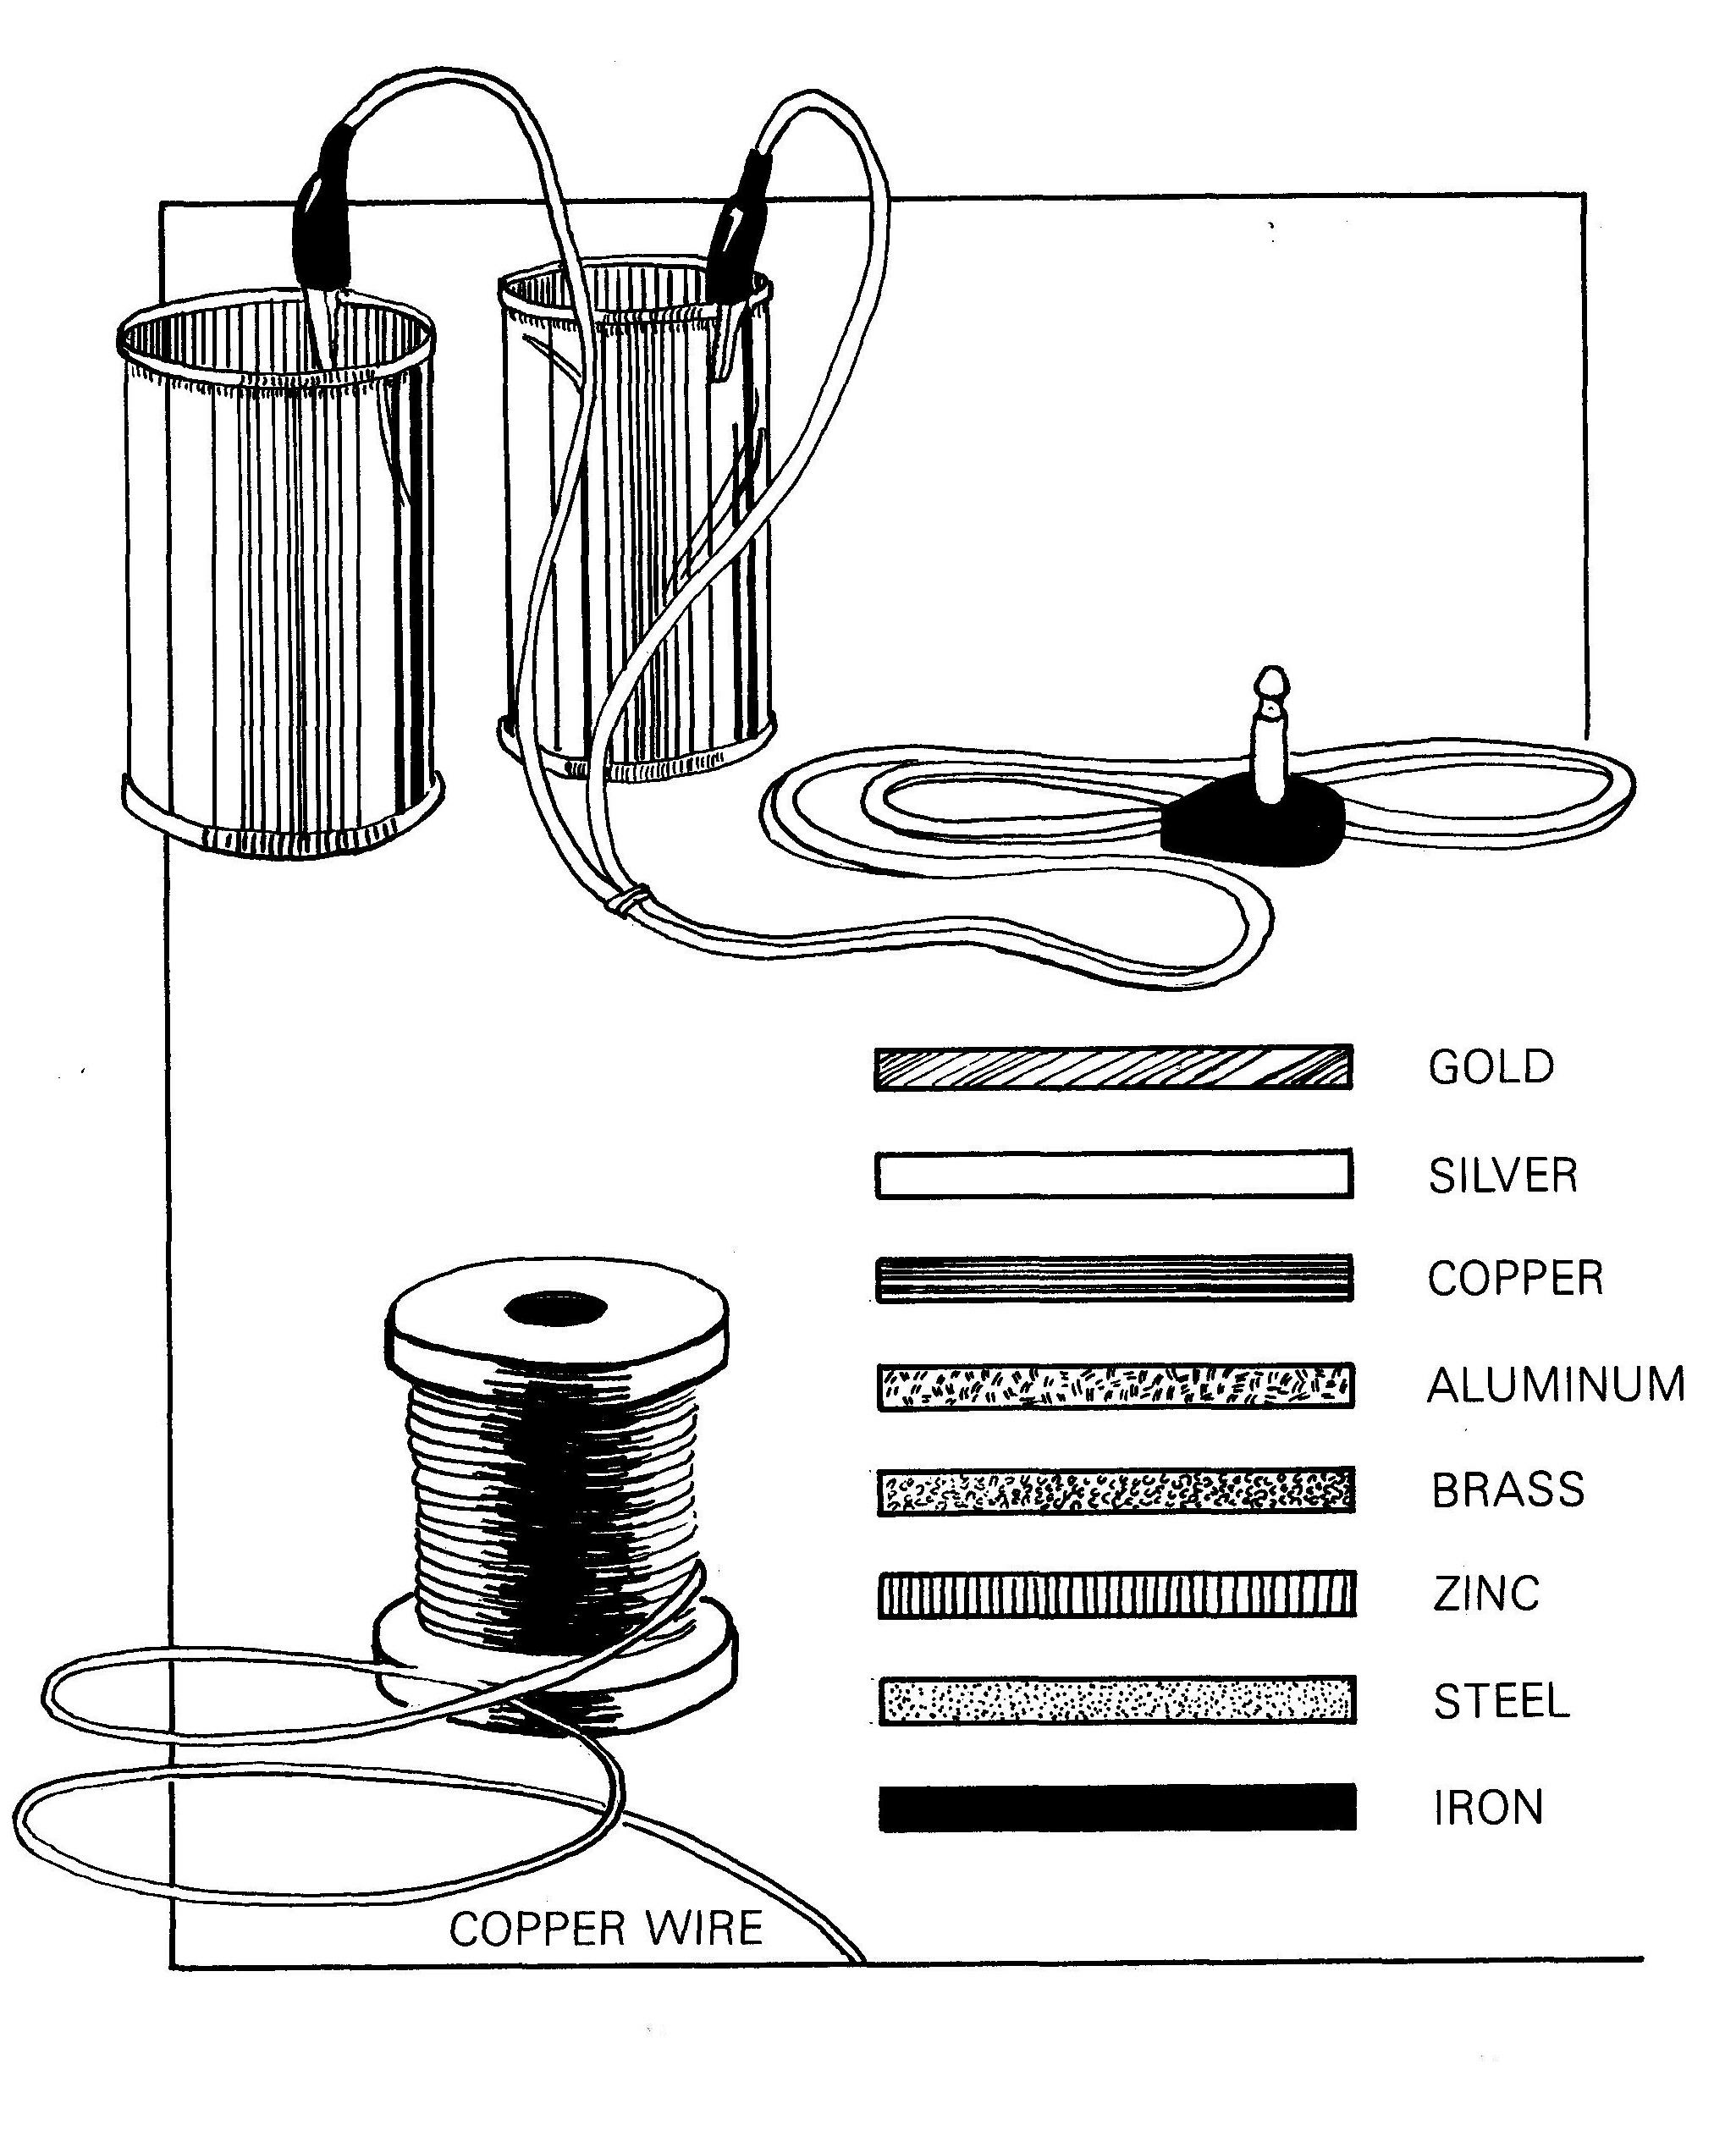 GOLD
SILVER
COPPER
ALUMINUM
BRASS
ZINC
STEEL
IRON
COPPER WIRE